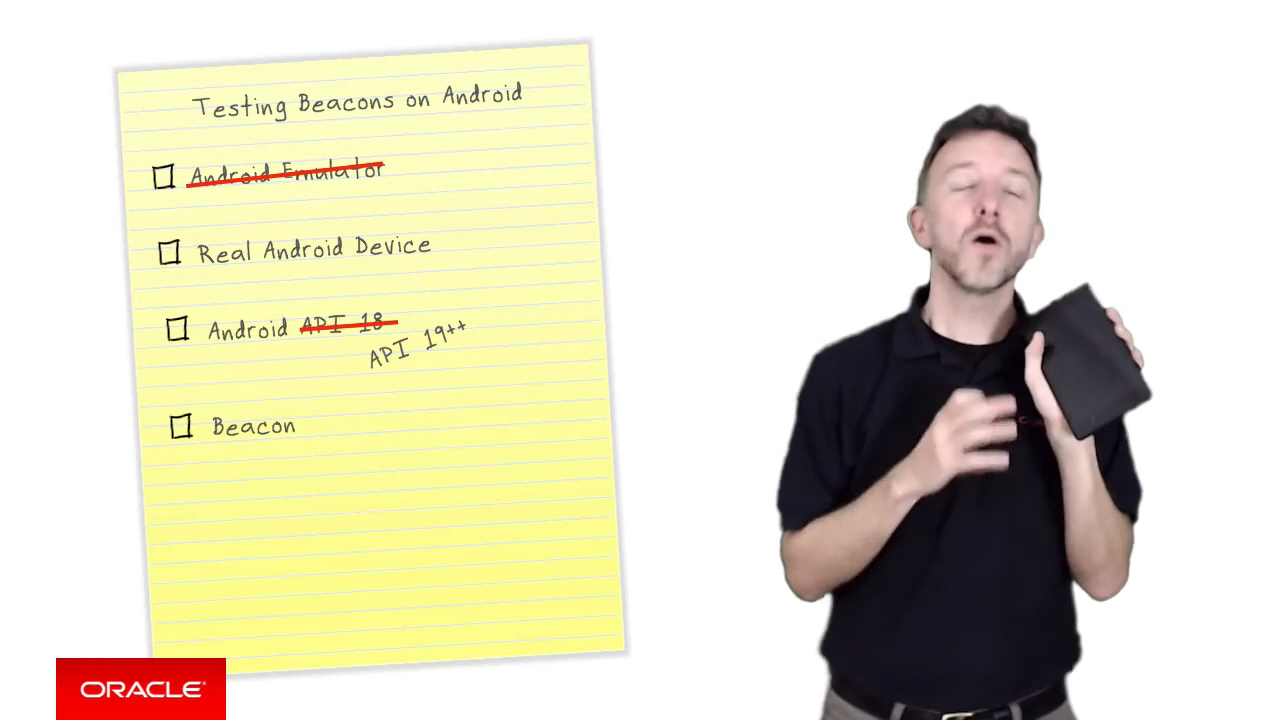 Testing Beacons on Android
Android Emulator
Real Android Device
Android API 18
API 19++
Beacon
ORACLE®